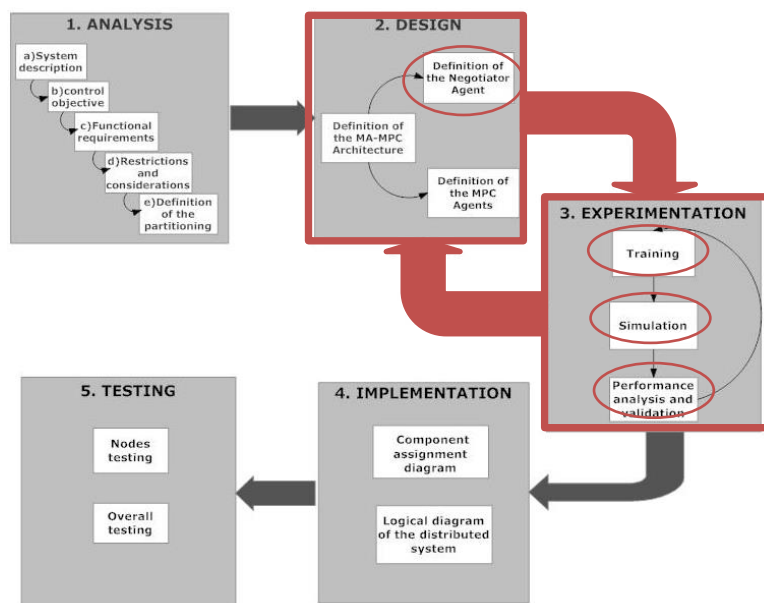 1. ANALYSIS
a)System
description
b)control
objective
c)Functional
requirements
d)Restrictions
and
considerations
e)Definition
of the
partitioning
2. DESIGN
Definition of
the Negotiator
Agent
Definition of
the MA-MPC
Architecture
Definition of
the MPC
Agents
3. EXPERIMENTATION
Training
Simulation
Performance
analysis and
validation
5. TESTING
Nodes
testing
Overall
testing
4. IMPLEMENTATION
Component
assignment
diagram
Logical diagram
of the distributed
system